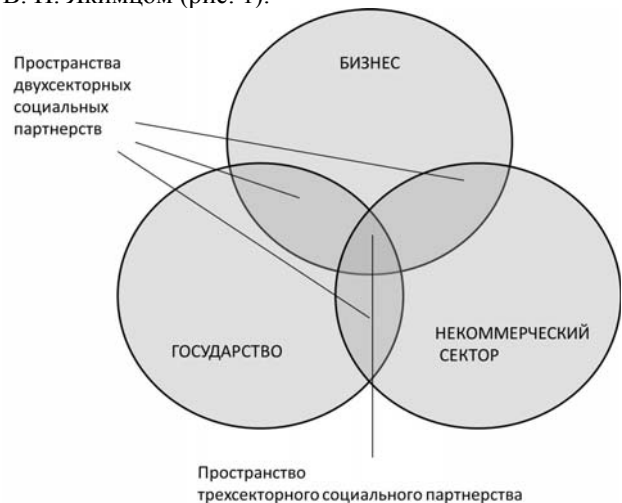 В. Н. Якимцом (рис. 1).
Пространства
двухсекторных
социальных
партнерств
БИЗНЕС
ГОСУДАРСТВО
НЕКОММЕРЧЕСКИЙ
СЕКТОР
Пространство
трехсекторного социального партнерства